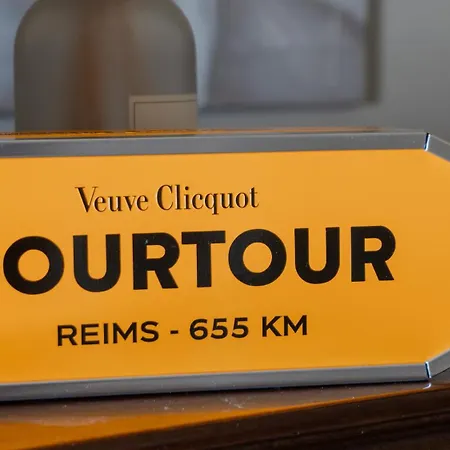 Veuve Clicquot
OURTOUR
REIMS - 655 KM